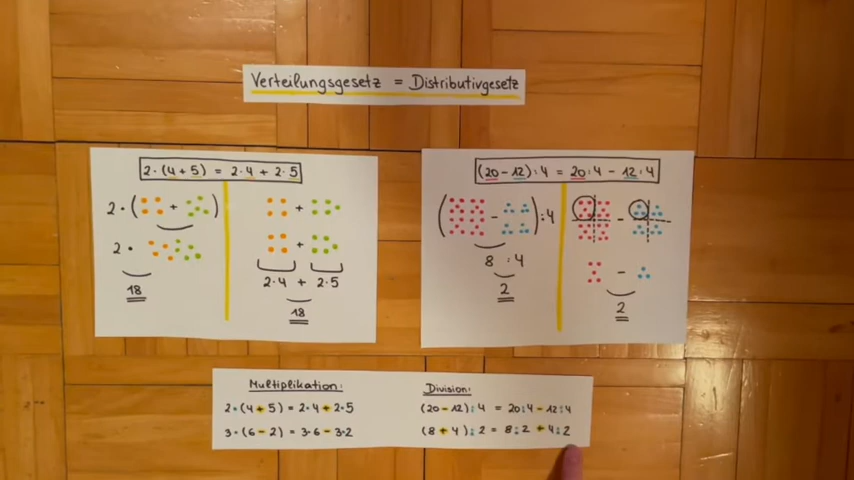 Verteilungsgesetz = Distributivgesetz
2·(4+5) = 2·4 + 2·5
2·( + )
2·
18
+
+
2·4 + 2·5
18
(20-12):4 = 20:4 - 12:4
( - ):4
8 :4
2
-
-
2
Multiplikation:
2·(4+5) = 2·4 + 2·5
3·(6-2) = 3·6 - 3·2
Division:
(20-12):4 = 20:4 - 12:4
(8+4):2 = 8:2 + 4:2